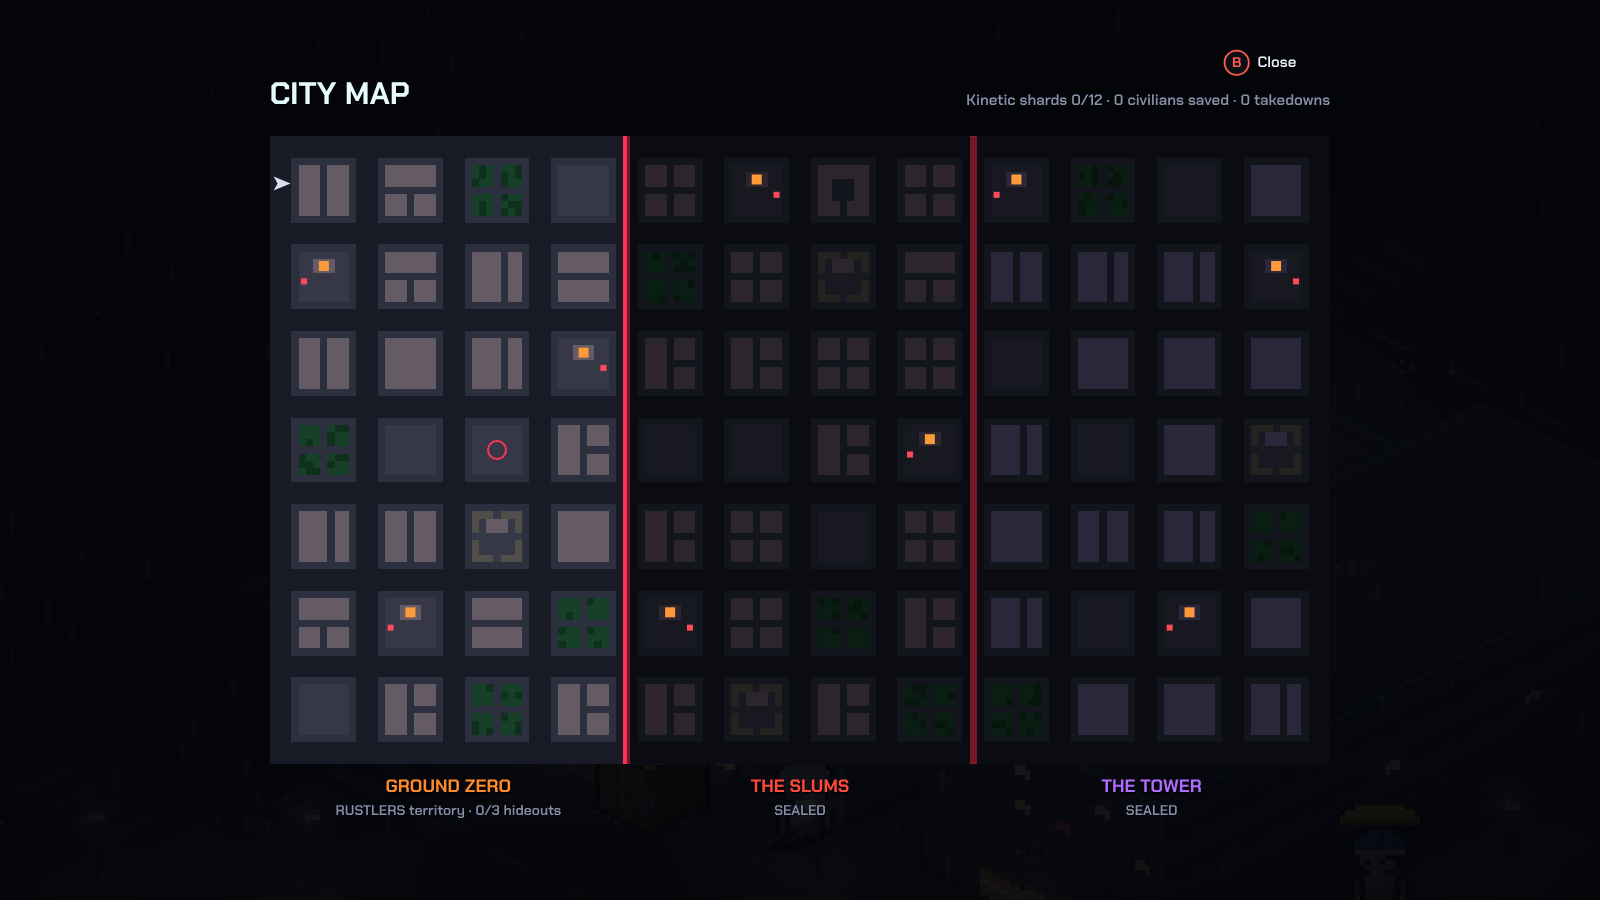 B Close
CITY MAP
Kinetic shards 0/12 · 0 civilians saved · 0 takedowns
GROUND ZERO
RUSTLERS territory · 0/3 hideouts
THE SLUMS
SEALED
THE TOWER
SEALED